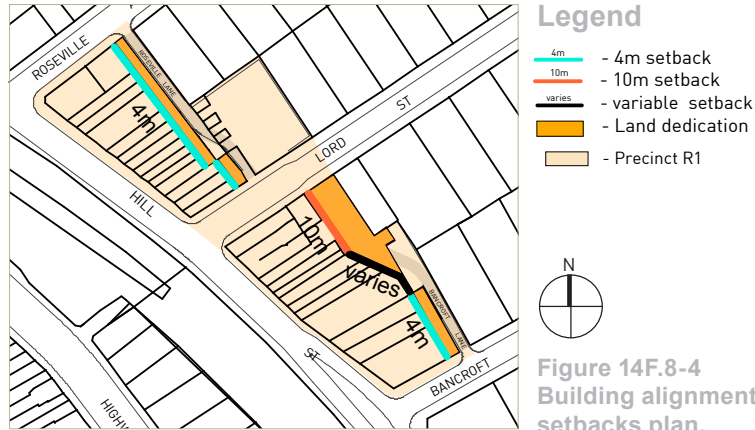 ROSEVILLE
ROSEVILLE LANE
4m
LORD
ST
HILL
10m
varies
BANCROFT LANE
4m
ST
BANCROFT
Legend
4m
- 4m setback
10m
- 10m setback
varies
- variable setback
- Land dedication
- Precinct R1
N
Figure 14F.8-4
Building alignment
setbacks plan.